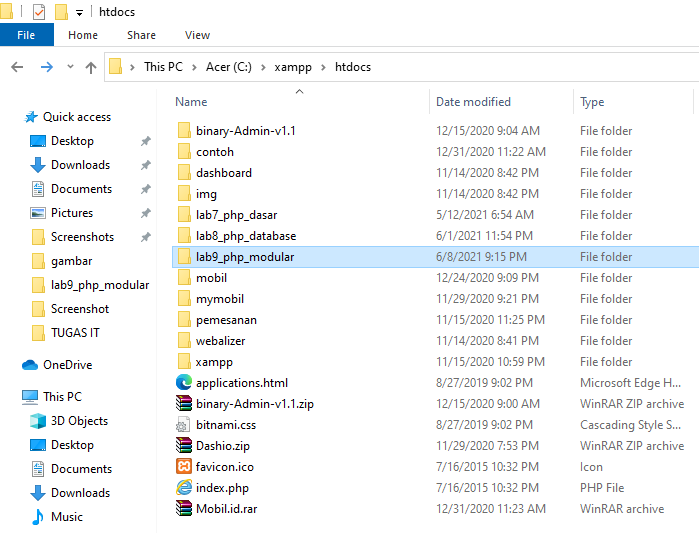 htdocs
File Home Share View
This PC Acer (C:) xampp htdocs
Name Date modified Type
Quick access
Desktop
Downloads
Documents
Pictures
Screenshots
gambar
lab9_php_modular
Screenshot
TUGAS IT
OneDrive
This PC
3D Objects
Desktop
Documents
Downloads
Music
binary-Admin-v1.1 12/15/2020 9:04 AM File folder
contoh 12/31/2020 11:22 AM File folder
dashboard 11/14/2020 8:42 PM File folder
img 11/14/2020 8:42 PM File folder
lab7_php_dasar 5/12/2021 6:54 AM File folder
lab8_php_database 6/1/2021 11:54 PM File folder
lab9_php_modular 6/8/2021 9:15 PM File folder
mobil 12/24/2020 9:09 PM File folder
mymobil 11/29/2020 9:21 PM File folder
pemesanan 11/15/2020 11:25 PM File folder
webalizer 11/14/2020 8:41 PM File folder
xampp 11/15/2020 10:59 PM File folder
applications.html 8/27/2019 9:02 PM Microsoft Edge H...
binary-Admin-v1.1.zip 12/15/2020 9:00 AM WinRAR ZIP archive
bitnami.css 8/27/2019 9:02 PM Cascading Style S...
Dashio.zip 11/29/2020 7:53 PM WinRAR ZIP archive
favicon.ico 7/16/2015 10:32 PM Icon
index.php 7/16/2015 10:32 PM PHP File
Mobil.id.rar 12/31/2020 11:23 AM WinRAR archive